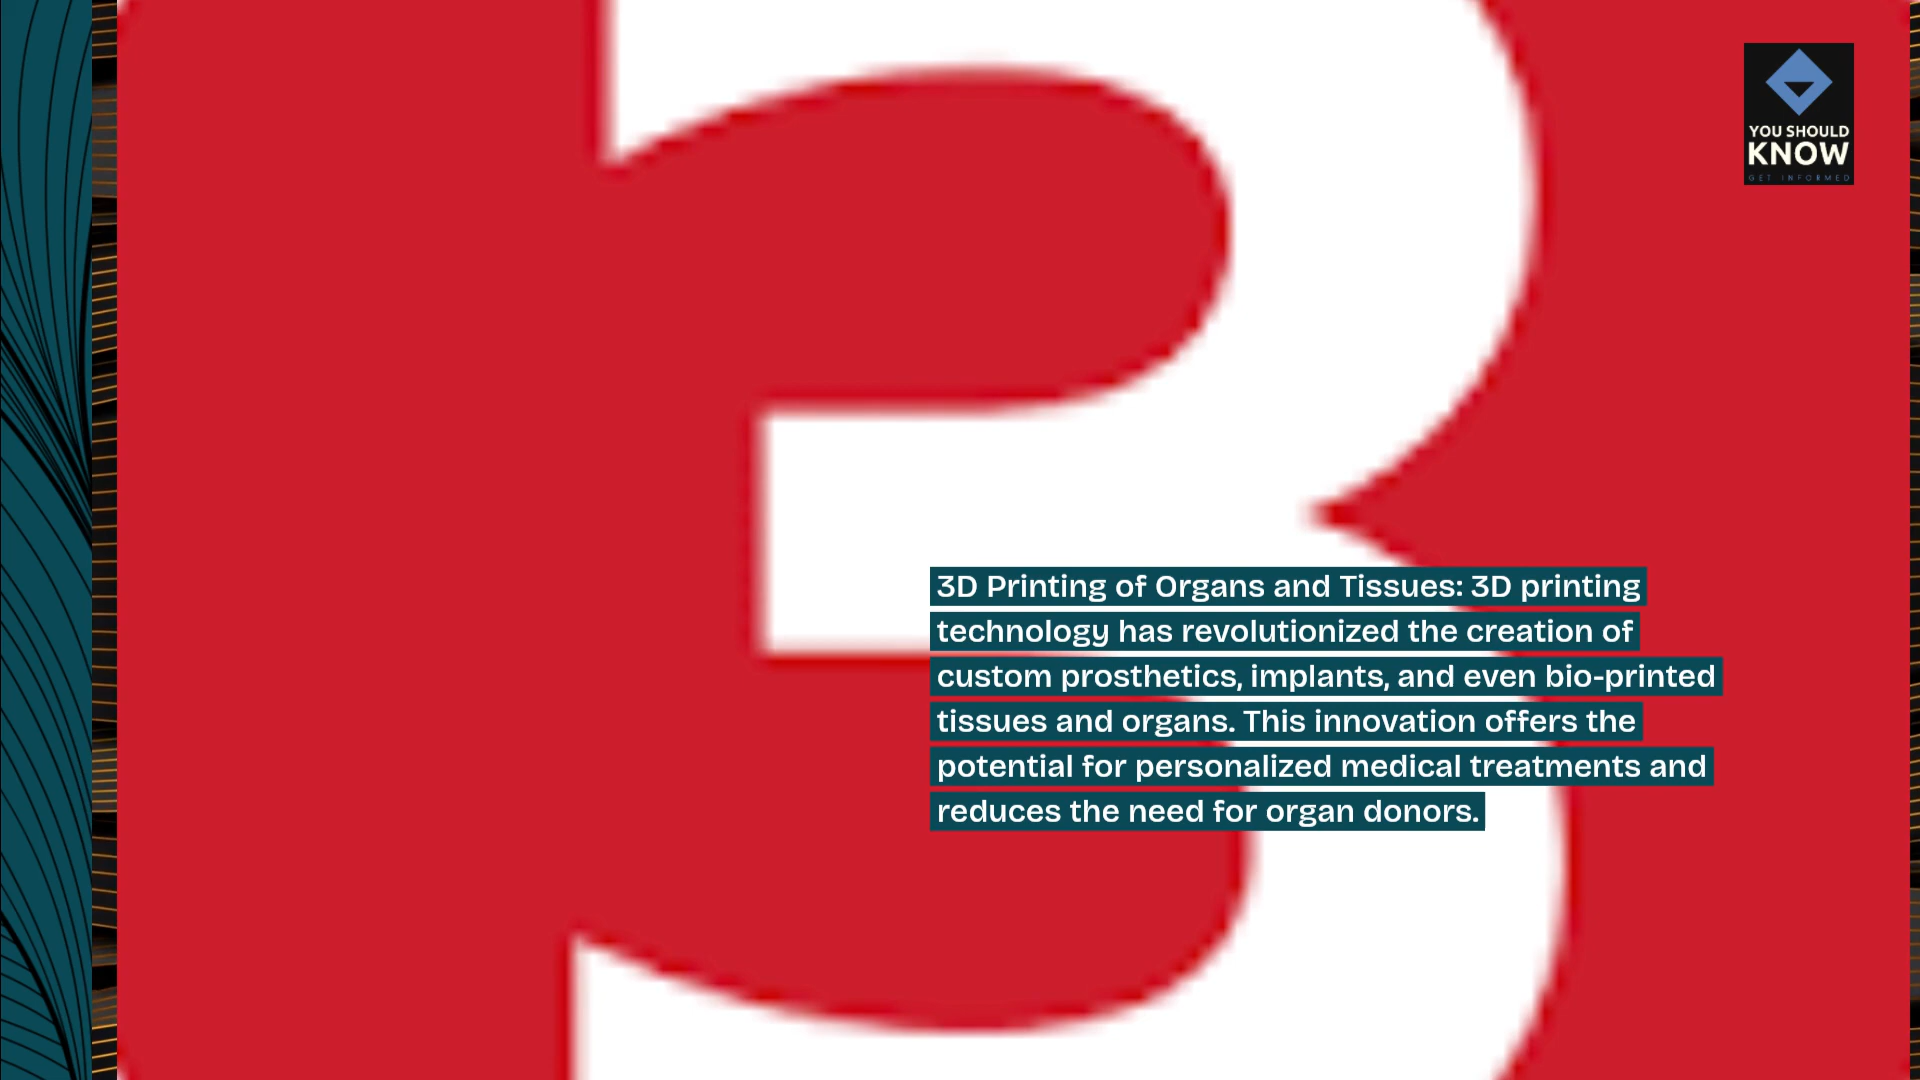 3
YOU SHOULD
KNOW
GET INFORMED
3D Printing of Organs and Tissues: 3D printing
technology has revolutionized the creation of
custom prosthetics, implants, and even bio-printed
tissues and organs. This innovation offers the
potential for personalized medical treatments and
reduces the need for organ donors.